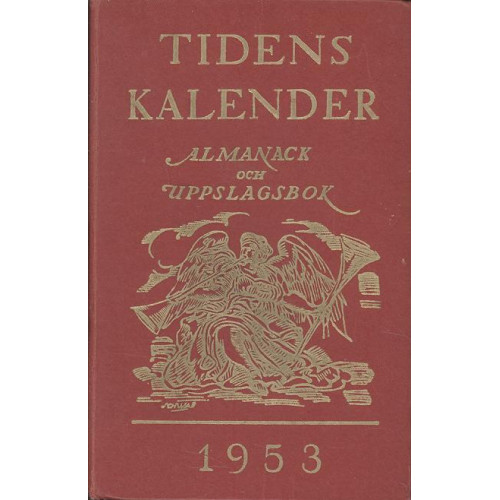 TIDENS
KALENDER
ALMANACK
OCH
UPPSLAGSBOK
1953